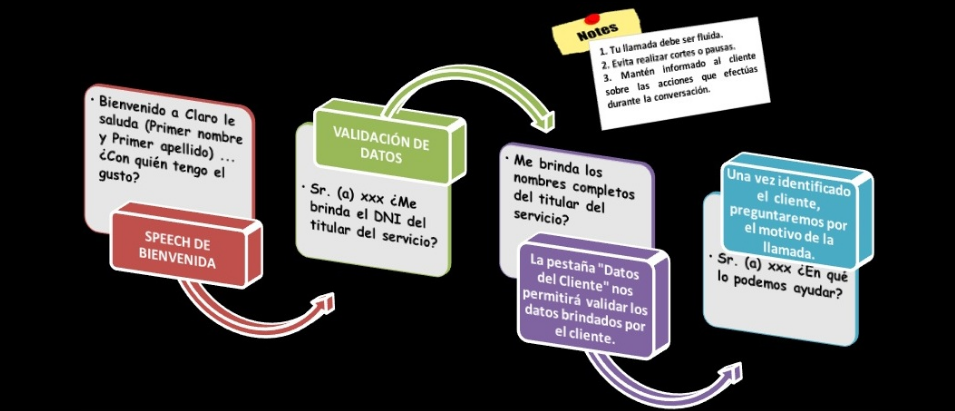 Notes
1. Tu llamada debe ser fluida.
2. Evita realizar cortes o pausas.
3. Mantén informado al cliente
sobre las acciones que efectúas
durante la conversación.
· Bienvenido a Claro le
saluda (Primer nombre
y Primer apellido) ...
¿Con quién tengo el
gusto?
SPEECH DE
BIENVENIDA
VALIDACIÓN DE
DATOS
· Sr. (a) xxx ¿Me
brinda el DNI del
titular del servicio?
· Me brinda los
nombres completos
del titular del
servicio?
La pestaña "Datos
del Cliente" nos
permitirá validar los
datos brindados por
el cliente.
Una vez identificado
el cliente,
preguntaremos por
el motivo de la
llamada.
· Sr. (a) xxx ¿En qué
lo podemos ayudar?